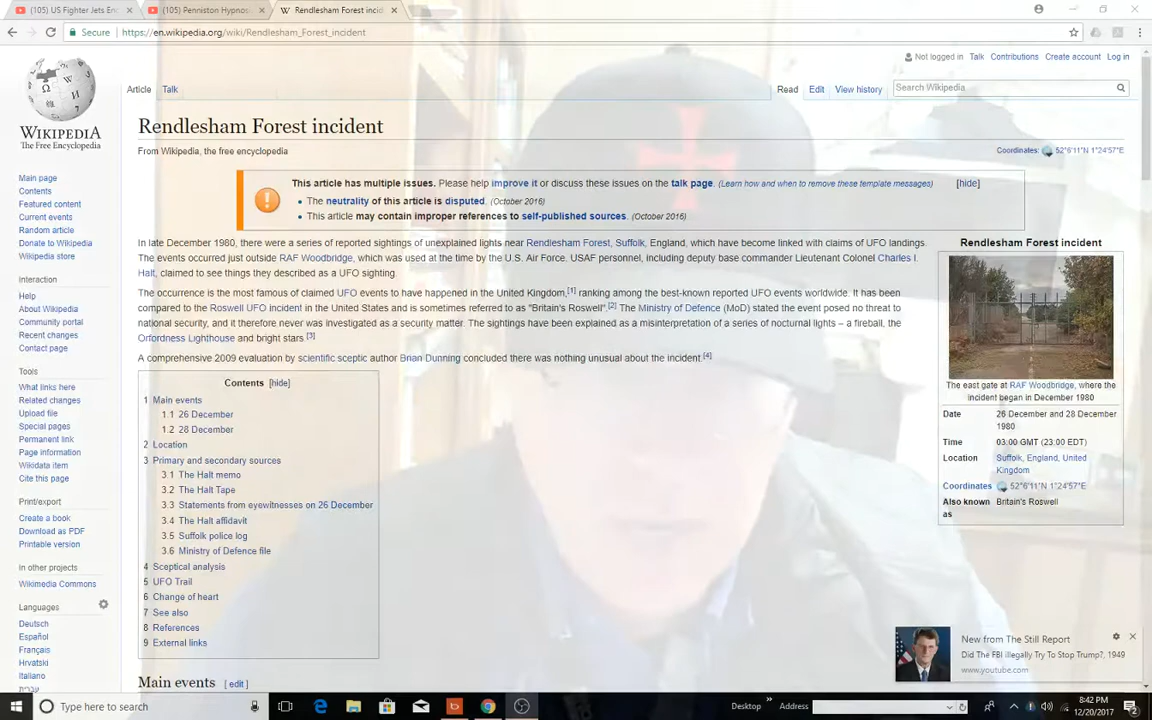 (105) US Fighter Jets En
(105) Penniston Hypnos
Rendlesham Forest incid
Secure
https://en.wikipedia.org/wiki/Rendlesham_Forest_incident
Not logged in Talk Contributions Create account Log in
Article Talk
Read Edit View history Search Wikipedia
WIKIPEDIA
The Free Encyclopedia
Main page
Contents
Featured content
Current events
Random article
Donate to Wikipedia
Wikipedia store
Interaction
Help
About Wikipedia
Community portal
Recent changes
Contact page
Tools
What links here
Related changes
Upload file
Special pages
Permanent link
Page information
Wikidata item
Cite this page
Print/export
Create a book
Download as PDF
Printable version
In other projects
Wikimedia Commons
Languages
Deutsch
Español
Français
Hrvatski
Italiano
עברית
Rendlesham Forest incident
From Wikipedia, the free encyclopedia
Coordinates: 52°6′11″N 1°24′57″E
This article has multiple issues. Please help improve it or discuss these issues on the talk page. (Learn how and when to remove these template messages) [hide]
• The neutrality of this article is disputed. (October 2016)
• This article may contain improper references to self-published sources. (October 2016)
In late December 1980, there were a series of reported sightings of unexplained lights near Rendlesham Forest, Suffolk, England, which have become linked with claims of UFO landings.
The events occurred just outside RAF Woodbridge, which was used at the time by the U.S. Air Force. USAF personnel, including deputy base commander Lieutenant Colonel Charles I.
Halt, claimed to see things they described as a UFO sighting.
The occurrence is the most famous of claimed UFO events to have happened in the United Kingdom,[1] ranking among the best-known reported UFO events worldwide. It has been
compared to the Roswell UFO incident in the United States and is sometimes referred to as "Britain's Roswell".[2] The Ministry of Defence (MoD) stated the event posed no threat to
national security, and it therefore never was investigated as a security matter. The sightings have been explained as a misinterpretation of a series of nocturnal lights – a fireball, the
Orfordness Lighthouse and bright stars.[3]
A comprehensive 2009 evaluation by scientific sceptic author Brian Dunning concluded there was nothing unusual about the incident.[4]
Contents [hide]
1 Main events
1.1 26 December
1.2 28 December
2 Location
3 Primary and secondary sources
3.1 The Halt memo
3.2 The Halt Tape
3.3 Statements from eyewitnesses on 26 December
3.4 The Halt affidavit
3.5 Suffolk police log
3.6 Ministry of Defence file
4 Sceptical analysis
5 UFO Trail
6 Change of heart
7 See also
8 References
9 External links
Main events [ edit ]
Rendlesham Forest incident
The east gate at RAF Woodbridge, where the
incident began in December 1980
Date 26 December and 28 December
1980
Time 03:00 GMT (23:00 EDT)
Location Suffolk, England, United
Kingdom
Coordinates 52°6′11″N 1°24′57″E
Also known Britain's Roswell
as
New from The Still Report
Did The FBI illegally Try To Stop Trump?, 1949
www.youtube.com
Type here to search
Desktop
Address
8:42 PM
12/20/2017